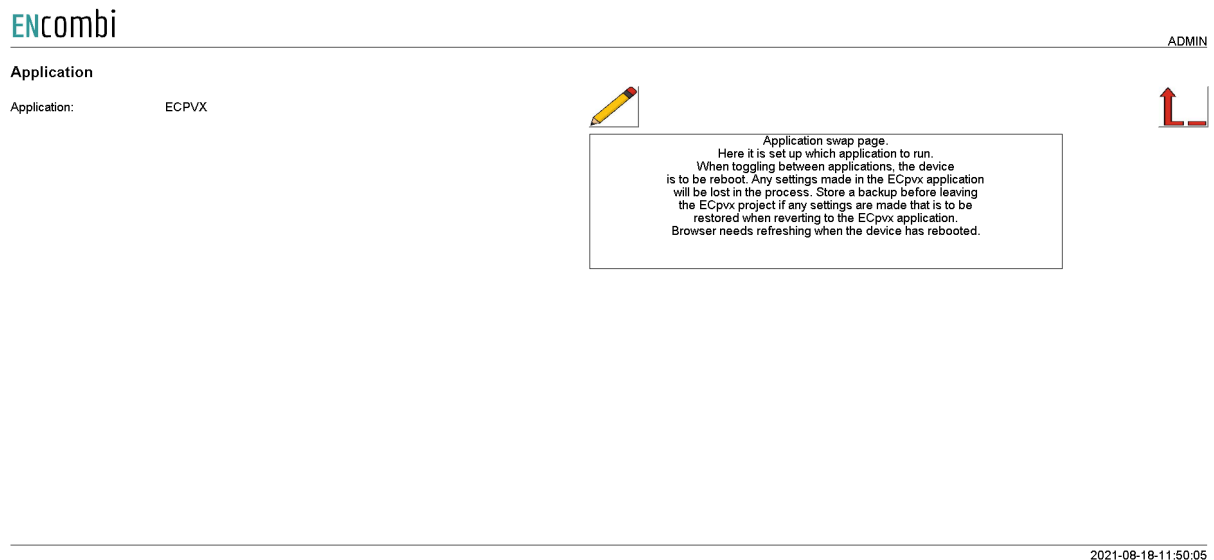 ENcombi
ADMIN
Application
Application: ECPVX
Application swap page.
Here it is set up which application to run.
When toggling between applications, the device
is to be reboot. Any settings made in the ECpvx application
will be lost in the process. Store a backup before leaving
the ECpvx project if any settings are made that is to be
restored when reverting to the ECpvx application.
Browser needs refreshing when the device has rebooted.
2021-08-18-11:50:05